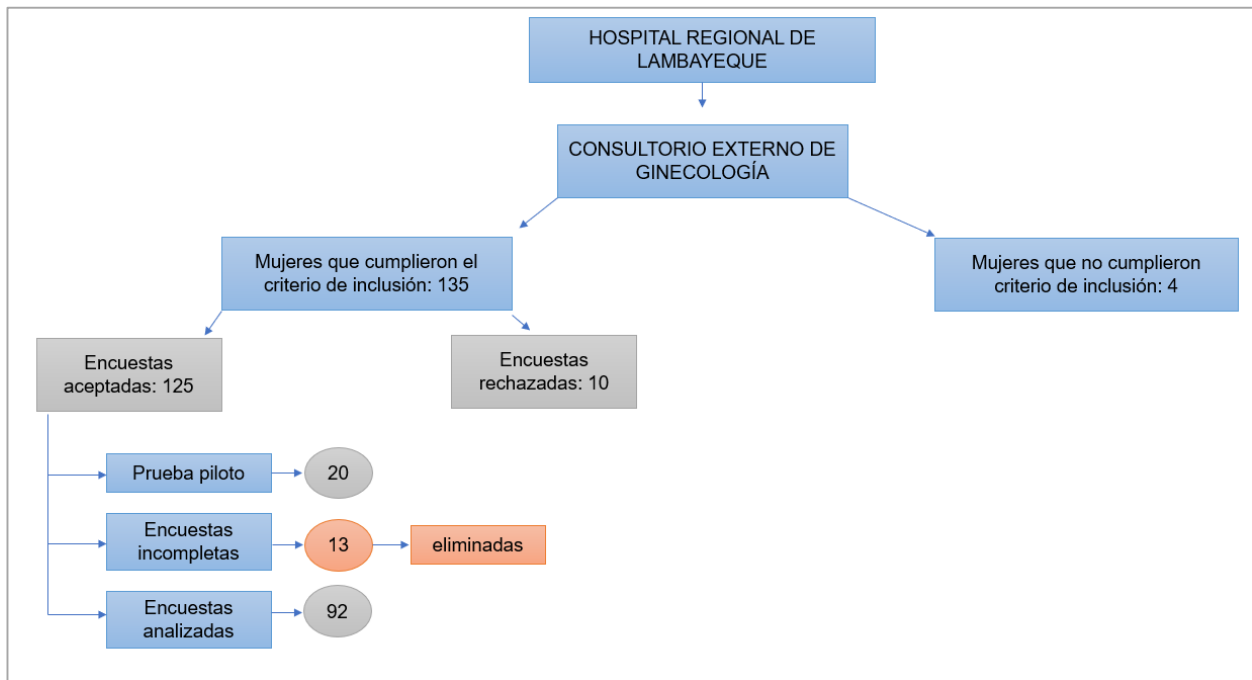 HOSPITAL REGIONAL DE
LAMBAYEQUE
CONSULTORIO EXTERNO DE
GINECOLOGÍA
Mujeres que cumplieron el
criterio de inclusión: 135
Mujeres que no cumplieron
criterio de inclusión: 4
Encuestas
aceptadas: 125
Encuestas
rechazadas: 10
Prueba piloto
20
Encuestas
incompletas
13
eliminadas
Encuestas
analizadas
92